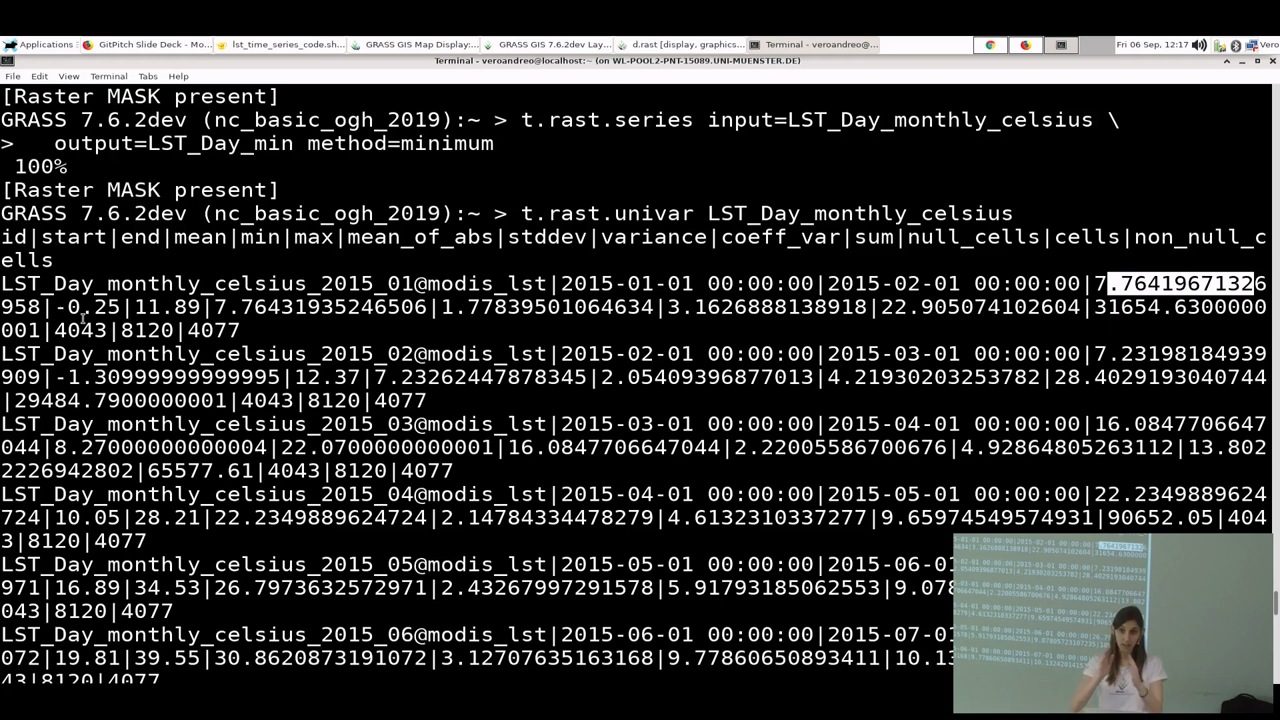 Applications
GitPitch Slide Deck - Mo...
lst_time_series_code.sh...
GRASS GIS Map Display:...
GRASS GIS 7.6.2dev Lay...
d.rast [display, graphics...
Terminal - veroandreo@...
Fri 06 Sep, 12:17
Vero
Terminal - veroandreo@localhost:~ (on WL-POOL2-PNT-15089.UNI-MUENSTER.DE)
File Edit View Terminal Tabs Help
[Raster MASK present]
GRASS 7.6.2dev (nc_basic_ogh_2019):~ > t.rast.series input=LST_Day_monthly_celsius \
>   output=LST_Day_min method=minimum
100%
[Raster MASK present]
GRASS 7.6.2dev (nc_basic_ogh_2019):~ > t.rast.univar LST_Day_monthly_celsius
id|start|end|mean|min|max|mean_of_abs|stddev|variance|coeff_var|sum|null_cells|cells|non_null_c
ells
LST_Day_monthly_celsius_2015_01@modis_lst|2015-01-01 00:00:00|2015-02-01 00:00:00|7.76419671326
958|-0.25|11.89|7.76431935246506|1.77839501064634|3.1626888138918|22.905074102604|31654.6300000
001|4043|8120|4077
LST_Day_monthly_celsius_2015_02@modis_lst|2015-02-01 00:00:00|2015-03-01 00:00:00|7.23198184939
909|-1.30999999999995|12.37|7.23262447878345|2.05409396877013|4.21930203253782|28.4029193040744
|29484.7900000001|4043|8120|4077
LST_Day_monthly_celsius_2015_03@modis_lst|2015-03-01 00:00:00|2015-04-01 00:00:00|16.0847706647
044|8.27000000000004|22.0700000000001|16.0847706647044|2.22005586700676|4.92864805263112|13.802
2226942802|65577.61|4043|8120|4077
LST_Day_monthly_celsius_2015_04@modis_lst|2015-04-01 00:00:00|2015-05-01 00:00:00|22.2349889624
724|10.05|28.21|22.2349889624724|2.14784334478279|4.6132310337277|9.65974549574931|90652.05|404
3|8120|4077
LST_Day_monthly_celsius_2015_05@modis_lst|2015-05-01 00:00:00|2015-06-01
971|16.89|34.53|26.7973632572971|2.432679972915 78|5.9179318506 2553|9.078
043|8120|4077
LST_Day_monthly_celsius_2015_06@modis_lst|2015-06-01 00:00:00|2015-07-01
072|19.81|39.55|30.8620873191072|3.12707635163168|9.77860650893411|10.13
43|8120|4077